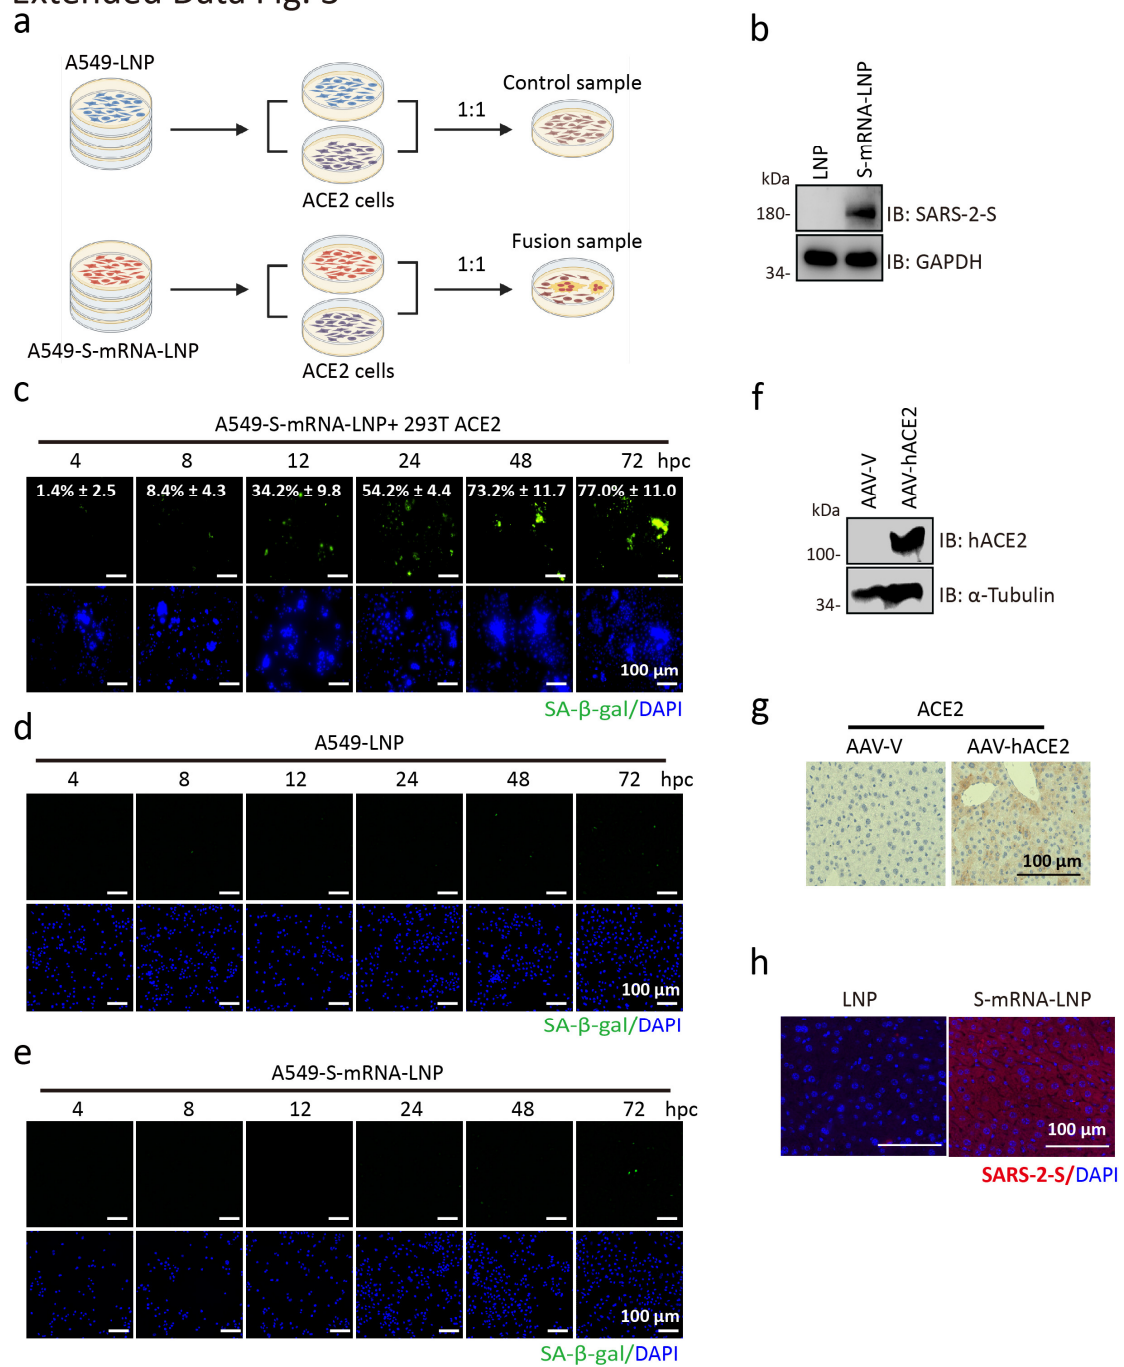 Extended Data Fig.
a
A549-LNP
Control sample
1:1
ACE2 cells
Fusion sample
1:1
A549-S-mRNA-LNP
ACE2 cells
b
LNP
S-mRNA-LNP
kDa
180-
IB: SARS-2-S
34-
IB: GAPDH
c
A549-S-mRNA-LNP+ 293T ACE2
4 8 12 24 48 72 hpc
1.4% ± 2.5 8.4% ± 4.3 34.2% ± 9.8 54.2% ± 4.4 73.2% ± 11.7 77.0% ± 11.0
100 μm
SA-β-gal/DAPI
d
A549-LNP
4 8 12 24 48 72 hpc
100 μm
SA-β-gal/DAPI
e
A549-S-mRNA-LNP
4 8 12 24 48 72 hpc
100 μm
SA-β-gal/DAPI
f
AAV-V
AAV-hACE2
kDa
100-
IB: hACE2
34-
IB: α-Tubulin
g
ACE2
AAV-V AAV-hACE2
100 μm
h
LNP S-mRNA-LNP
100 μm
SARS-2-S/DAPI